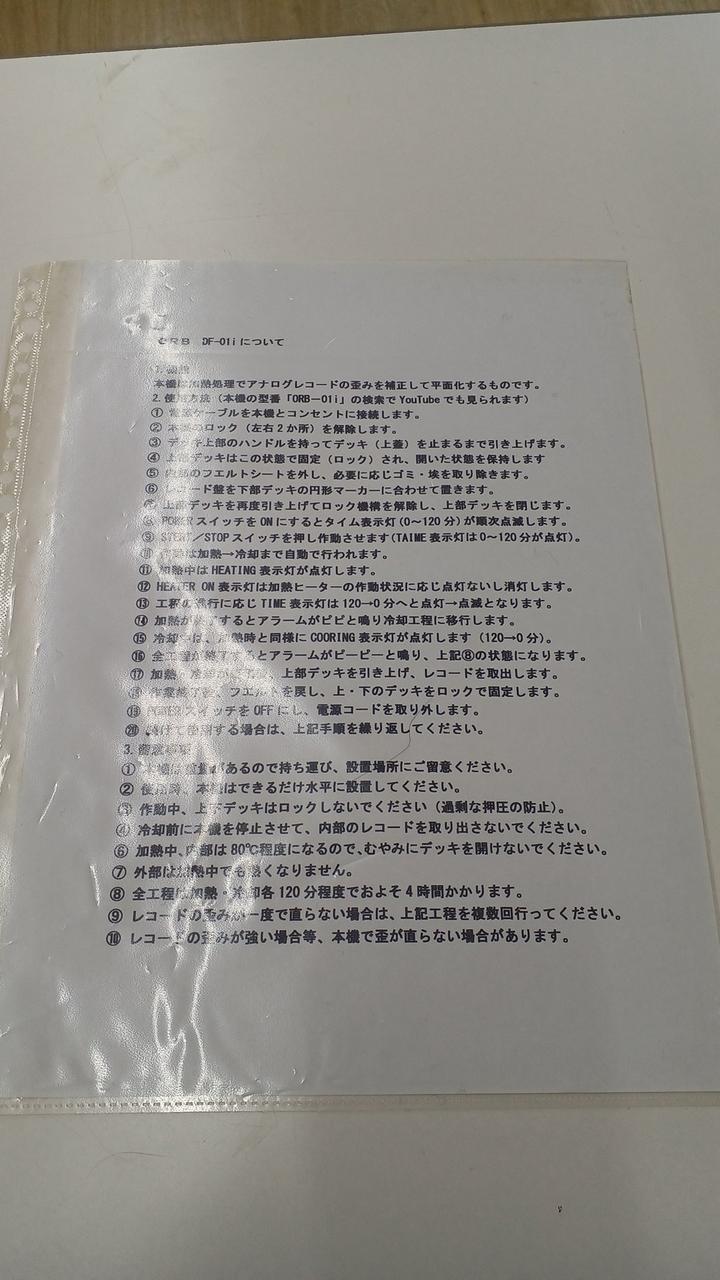 ORB DF-01iについて
1.
本機は加熱処理でアナログレコードの歪みを補正して平面化するものです。
2.使用方法（本機の型番「ORB－01i」の検索でYouTubeでも見られます）
① 電源ケーブルを本機とコンセントに接続します。
② 本機のロック（左右2か所）を解除します。
③ デッキ上部のハンドルを持ってデッキ（上蓋）を止まるまで引き上げます。
④ 上部デッキはこの状態で固定（ロック）され、開いた状態を保持します
⑤ 内部のフエルトシートを外し、必要に応じゴミ・埃を取り除きます。
⑥ レコード盤を下部デッキの円形マーカーに合わせて置きます。
⑦ 上部デッキを再度引き上げてロック機構を解除し、上部デッキを閉じます。
⑧ POWERスイッチをONにするとタイム表示灯(0～120分)が順次点滅します。
⑨ START／STOPスイッチを押し作動させます(TAIME表示灯は0～120分が点灯)。
⑩ 作動は加熱→冷却まで自動で行われます。
⑪ 加熱中はHEATING表示灯が点灯します。
⑫ HEATER ON表示灯は加熱ヒーターの作動状況に応じ点灯ないし消灯します。
⑬ 工程の進行に応じTIME表示灯は120→0分へと点灯→点滅となります。
⑭ 加熱が終了するとアラームがピピと鳴り冷却工程に移行します。
⑮ 冷却中は、加熱時と同様にCOORING表示灯が点灯します（120→0分）。
⑯ 全工程が終了するとアラームがピーピーと鳴り、上記⑧の状態になります。
⑰ 加熱・冷却が 、上部デッキを引き上げ、レコードを取出します。
⑱ 作業終了後、フエルトを戻し、上・下のデッキをロックで固定します。
⑲ POWERスイッチをOFFにし、電源コードを取り外します。
⑳ 続けて使用する場合は、上記手順を繰り返してください。
3.留意事項
① 本機は重量があるので持ち運び、設置場所にご留意ください。
② 使用時、本機はできるだけ水平に設置してください。
③ 作動中、上下デッキはロックしないでください（過剰な押圧の防止）。
④ 冷却前に本機を停止させて、内部のレコードを取り出さないでください。
⑥ 加熱中、内部は80℃程度になるので、むやみにデッキを開けないでください。
⑦ 外部は加熱中でも熱くなりません。
⑧ 全工程は加熱・冷却各120分程度でおよそ4時間かかります。
⑨ レコードの歪みが一度で直らない場合は、上記工程を複数回行ってください。
⑩ レコードの歪みが強い場合等、本機で歪が直らない場合があります。